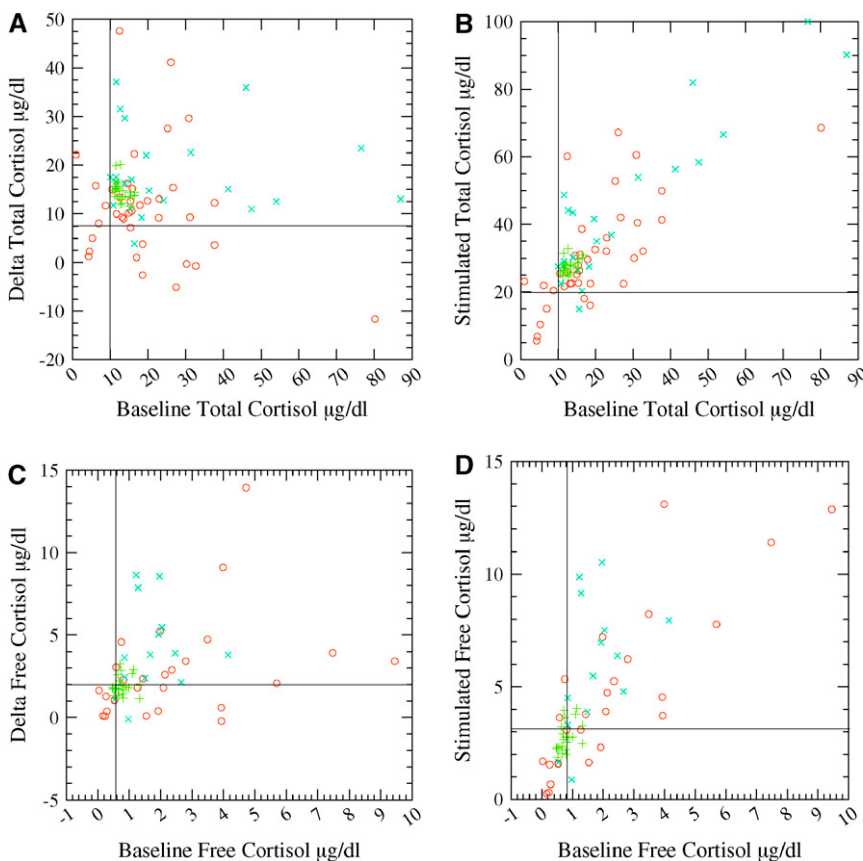 A
50
40
30
20
10
0
-10
-20
Delta Total Cortisol µg/dl
0 10 20 30 40 50 60 70 80 90
Baseline Total Cortisol µg/dl
B
100
80
60
40
20
0
Stimulated Total Cortisol µg/dl
0 10 20 30 40 50 60 70 80 90
Baseline Total Cortisol µg/dl
C
15
10
5
0
-5
Delta Free Cortisol µg/dl
-1 0 1 2 3 4 5 6 7 8 9 10
Baseline Free Cortisol µg/dl
D
15
10
5
0
Stimulated Free Cortisol µg/dl
-1 0 1 2 3 4 5 6 7 8 9 10
Baseline Free Cortisol µg/dl